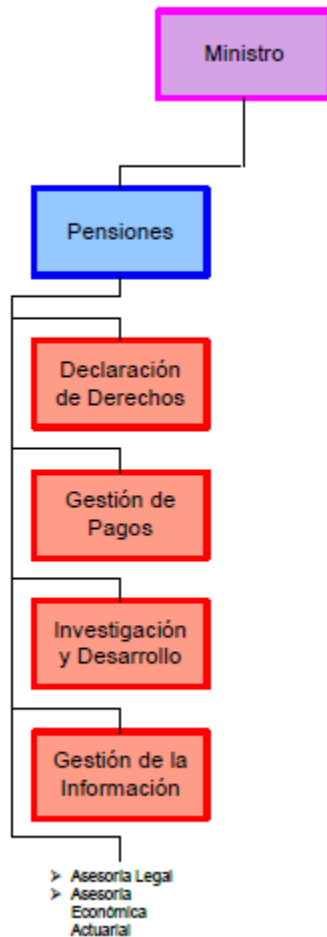 Ministro
Pensiones
Declaración
de Derechos
Gestión de
Pagos
Investigación
y Desarrollo
Gestión de la
Información
➢ Asesoría Legal
➢ Asesoría
Económica
Actuarial